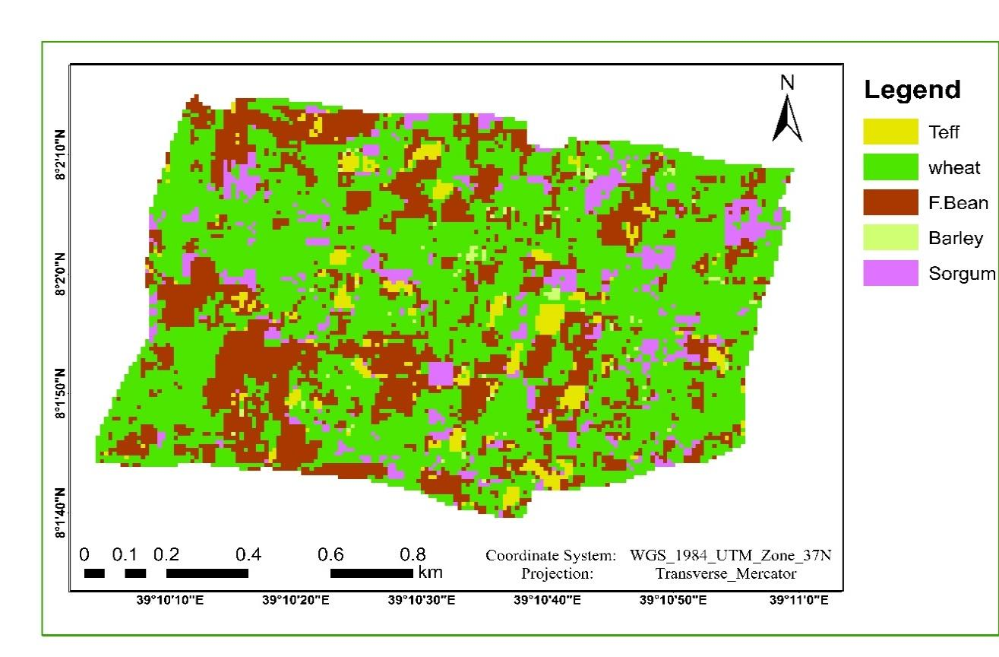 N
Legend
Teff
wheat
F.Bean
Barley
Sorgum
8°2'10"N
8°2'0"N
8°1'50"N
8°1'40"N
0 0.1 0.2 0.4 0.6 0.8
km
Coordinate System: WGS_1984_UTM_Zone_37N
Projection: Transverse_Mercator
39°10'10"E 39°10'20"E 39°10'30"E 39°10'40"E 39°10'50"E 39°11'0"E